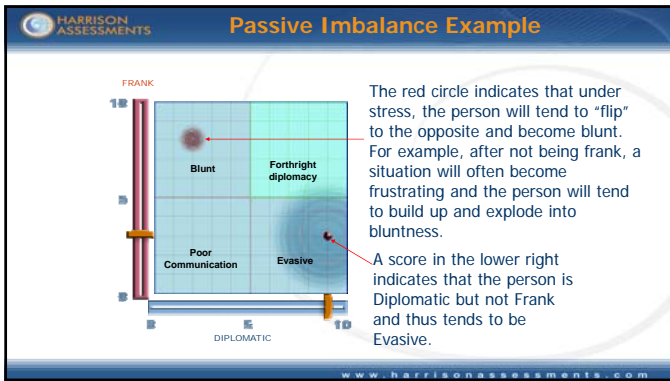 HARRISON
ASSESSMENTS
Passive Imbalance Example
FRANK
10
5
Blunt
Forthright
diplomacy
Poor
Communication
Evasive
5
10
DIPLOMATIC
The red circle indicates that under
stress, the person will tend to “flip”
to the opposite and become blunt.
For example, after not being frank, a
situation will often become
frustrating and the person will tend
to build up and explode into
bluntness.
A score in the lower right
indicates that the person is
Diplomatic but not Frank
and thus tends to be
Evasive.
www.harrisonassessments.com